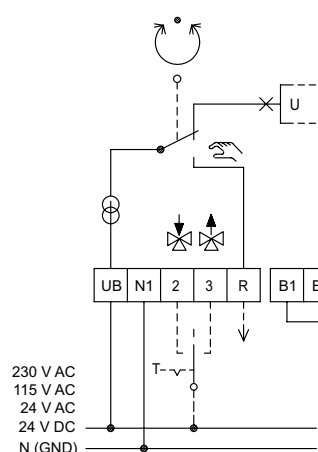 U
UB N1 2 3 R B1
T
230 V AC
115 V AC
24 V AC
24 V DC
N (GND)